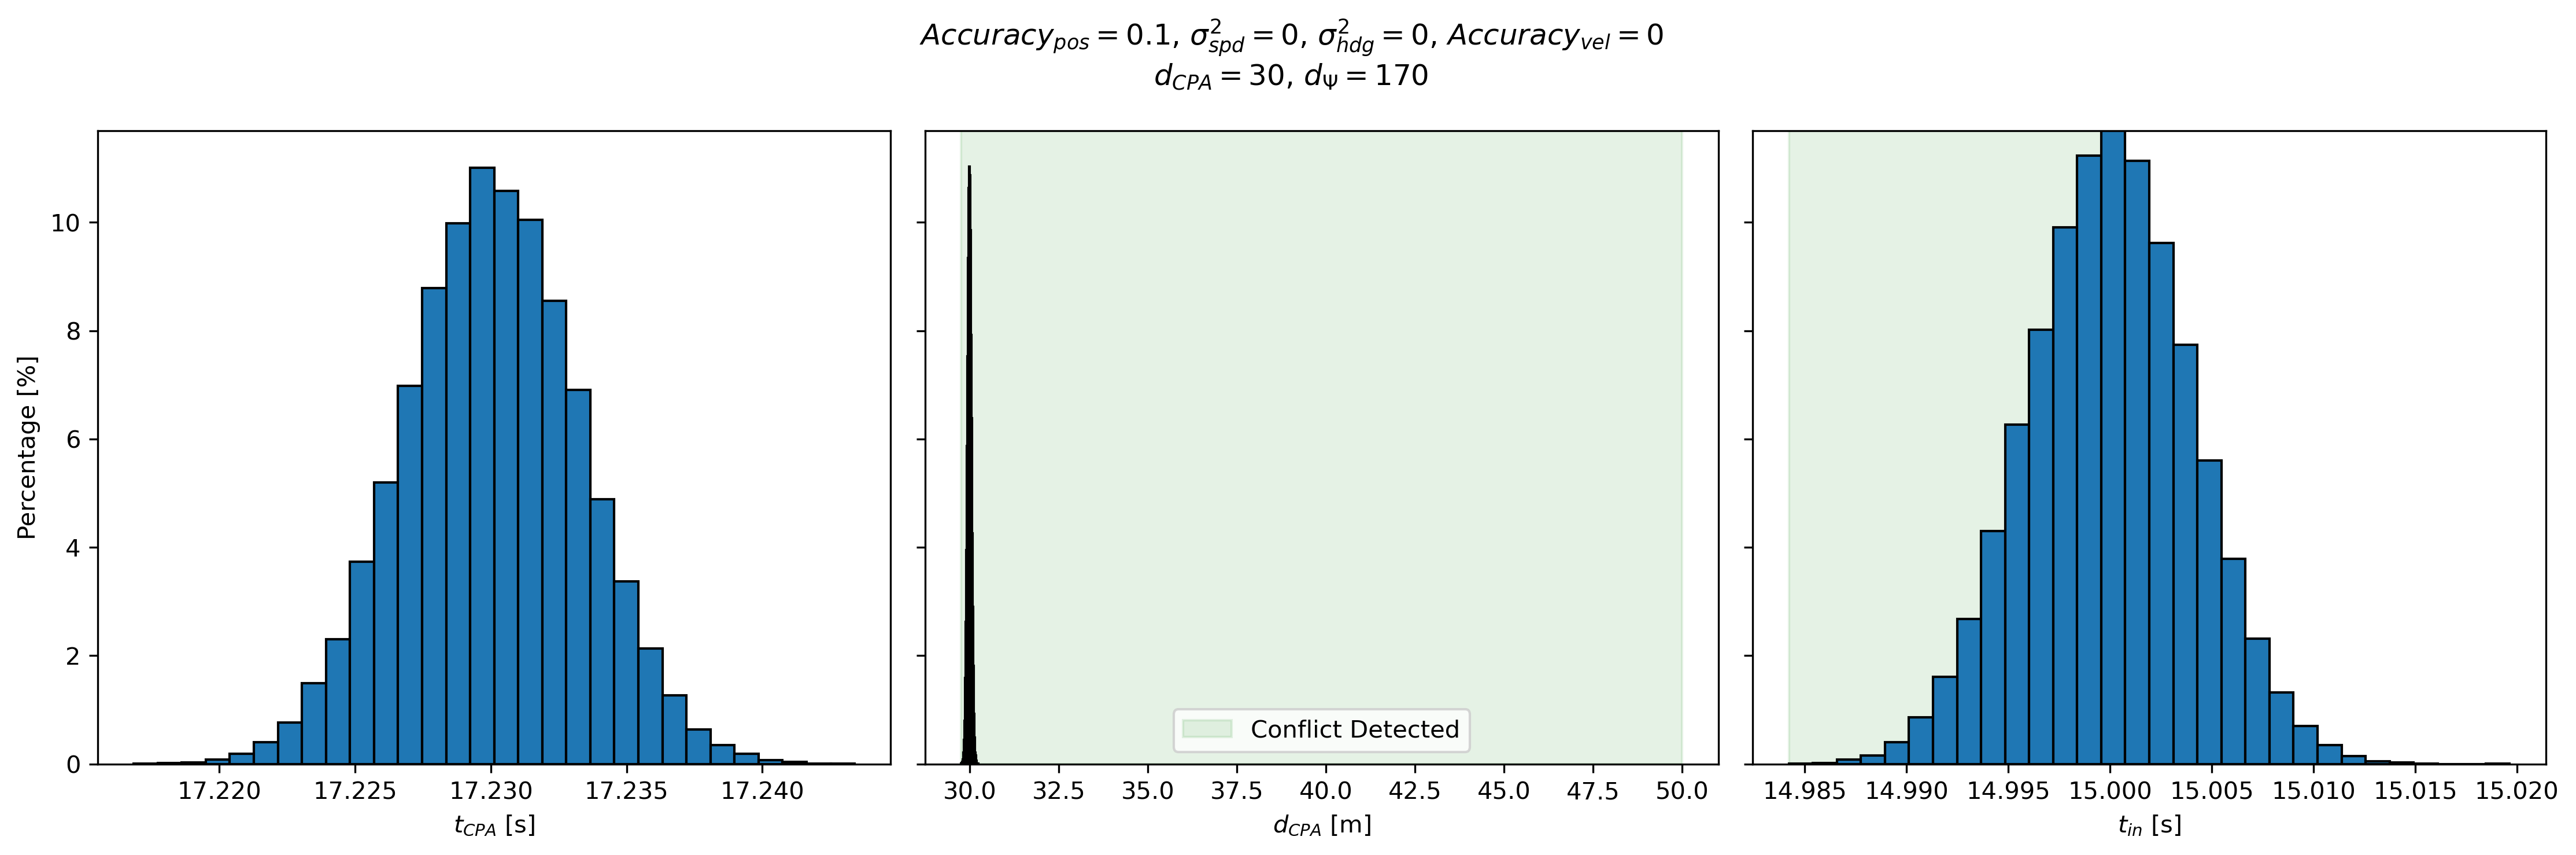 Accuracy_pos = 0.1, σ²_spd = 0, σ²_hdg = 0, Accuracy_vel = 0
d_CPA = 30, d_Ψ = 170
Percentage [%]
10
8
6
4
2
0
17.220 17.225 17.230 17.235 17.240
t_CPA [s]
Conflict Detected
30.0 32.5 35.0 37.5 40.0 42.5 45.0 47.5 50.0
d_CPA [m]
14.985 14.990 14.995 15.000 15.005 15.010 15.015 15.020
t_in [s]